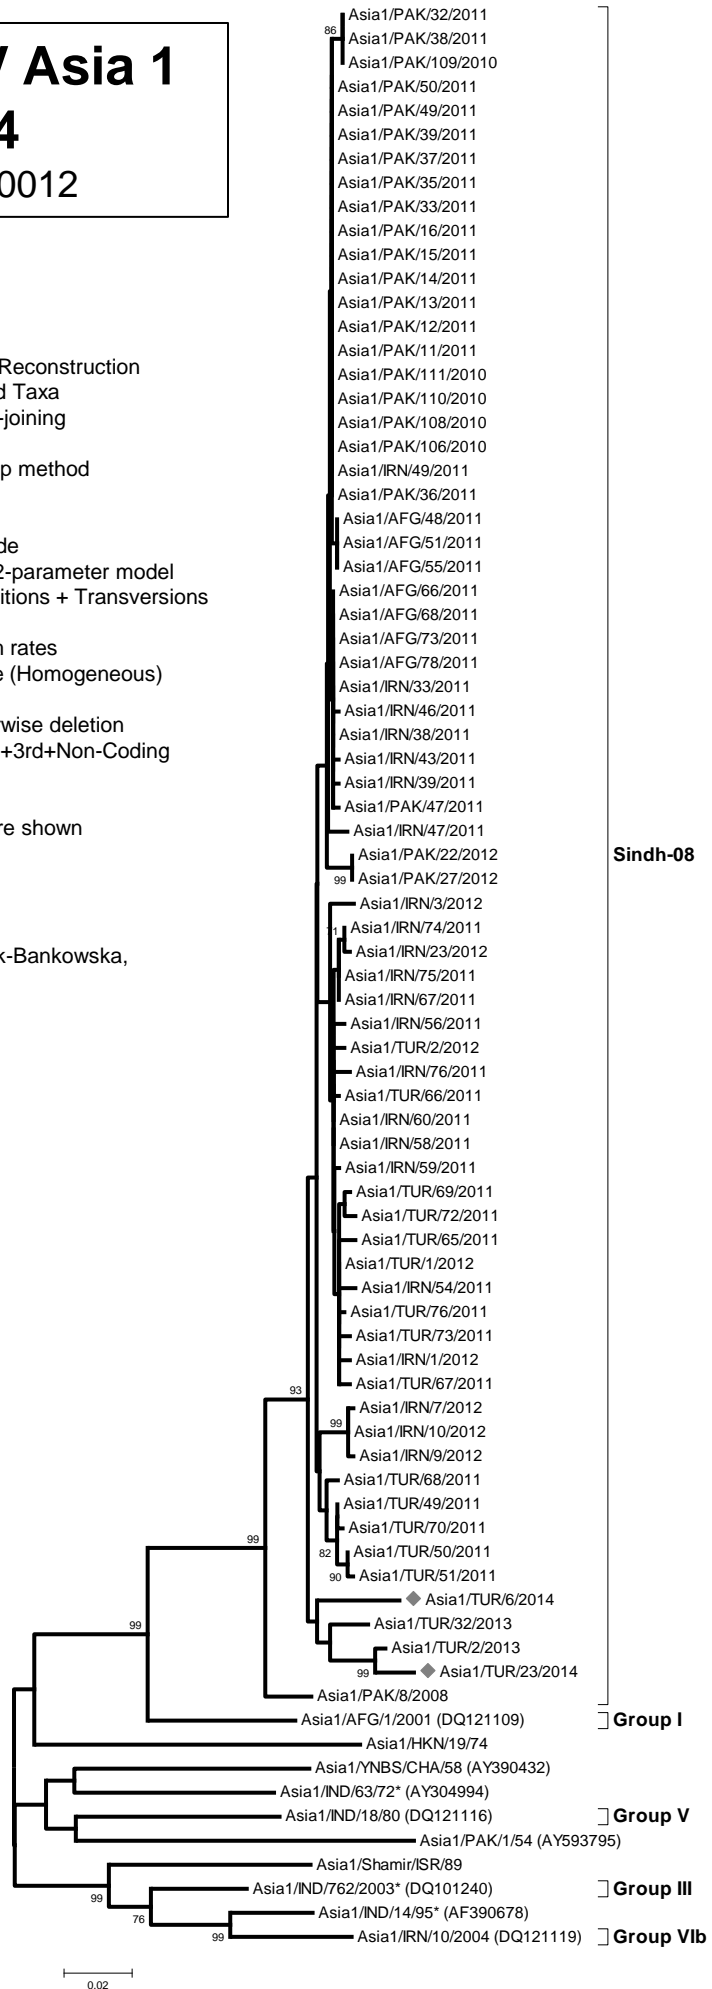 Asia 1
4
0012
Reconstruction
d Taxa
-joining
p method
de
2-parameter model
itions + Transversions
n rates
e (Homogeneous)
wise deletion
+3rd+Non-Coding
re shown
k-Bankowska,
Asia1/PAK/32/2011
86
Asia1/PAK/38/2011
Asia1/PAK/109/2010
Asia1/PAK/50/2011
Asia1/PAK/49/2011
Asia1/PAK/39/2011
Asia1/PAK/37/2011
Asia1/PAK/35/2011
Asia1/PAK/33/2011
Asia1/PAK/16/2011
Asia1/PAK/15/2011
Asia1/PAK/14/2011
Asia1/PAK/13/2011
Asia1/PAK/12/2011
Asia1/PAK/11/2011
Asia1/PAK/111/2010
Asia1/PAK/110/2010
Asia1/PAK/108/2010
Asia1/PAK/106/2010
Asia1/IRN/49/2011
Asia1/PAK/36/2011
Asia1/AFG/48/2011
Asia1/AFG/51/2011
Asia1/AFG/55/2011
Asia1/AFG/66/2011
Asia1/AFG/68/2011
Asia1/AFG/73/2011
Asia1/AFG/78/2011
Asia1/IRN/33/2011
Asia1/IRN/46/2011
Asia1/IRN/38/2011
Asia1/IRN/43/2011
Asia1/IRN/39/2011
Asia1/PAK/47/2011
Asia1/IRN/47/2011
Asia1/PAK/22/2012
Sindh-08
99
Asia1/PAK/27/2012
Asia1/IRN/3/2012
Asia1/IRN/74/2011
Asia1/IRN/23/2012
Asia1/IRN/75/2011
Asia1/IRN/67/2011
Asia1/IRN/56/2011
Asia1/TUR/2/2012
Asia1/IRN/76/2011
Asia1/TUR/66/2011
Asia1/IRN/60/2011
Asia1/IRN/58/2011
Asia1/IRN/59/2011
Asia1/TUR/69/2011
Asia1/TUR/72/2011
Asia1/TUR/65/2011
Asia1/TUR/1/2012
Asia1/IRN/54/2011
Asia1/TUR/76/2011
Asia1/TUR/73/2011
Asia1/IRN/1/2012
Asia1/TUR/67/2011
93
Asia1/IRN/7/2012
99
Asia1/IRN/10/2012
Asia1/IRN/9/2012
Asia1/TUR/68/2011
Asia1/TUR/49/2011
Asia1/TUR/70/2011
99
82
Asia1/TUR/50/2011
90
Asia1/TUR/51/2011
Asia1/TUR/6/2014
99
Asia1/TUR/32/2013
Asia1/TUR/2/2013
99
Asia1/TUR/23/2014
Asia1/PAK/8/2008
Asia1/AFG/1/2001 (DQ121109)
Group I
Asia1/HKN/19/74
Asia1/YNBS/CHA/58 (AY390432)
Asia1/IND/63/72* (AY304994)
Asia1/IND/18/80 (DQ121116)
Group V
Asia1/PAK/1/54 (AY593795)
Asia1/Shamir/ISR/89
99
Asia1/IND/762/2003* (DQ101240)
Group III
76
Asia1/IND/14/95* (AF390678)
99
Asia1/IRN/10/2004 (DQ121119)
Group VIb
0.02